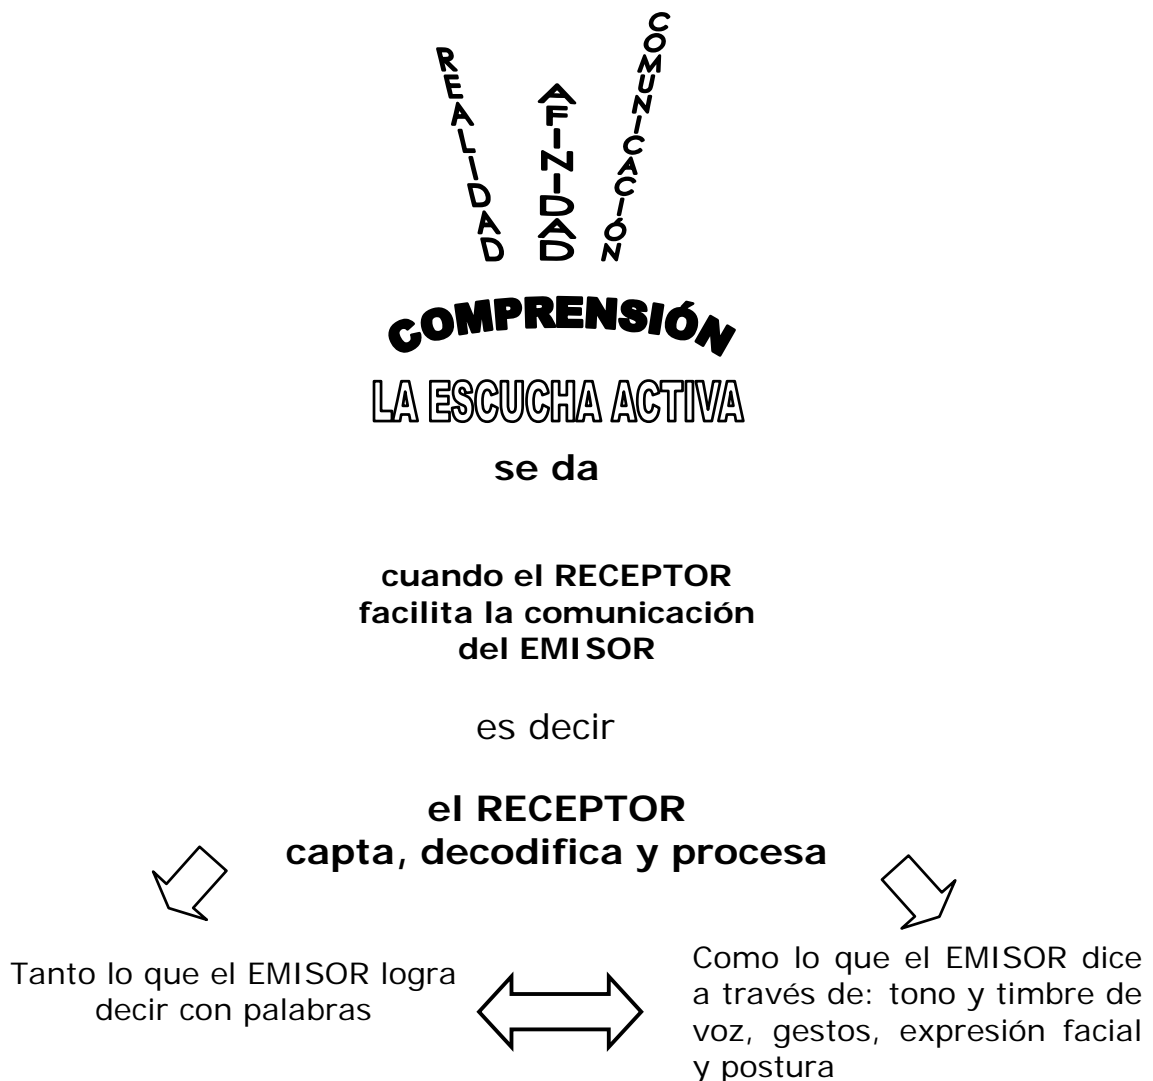 REALIDAD
AFINIDAD
COMUNICACIÓN
COMPRENSIÓN
LA ESCUCHA ACTIVA
se da
cuando el RECEPTOR
facilita la comunicación
del EMISOR
es decir
el RECEPTOR
capta, decodifica y procesa
Tanto lo que el EMISOR logra
decir con palabras
Como lo que el EMISOR dice
a través de: tono y timbre de
voz, gestos, expresión facial
y postura